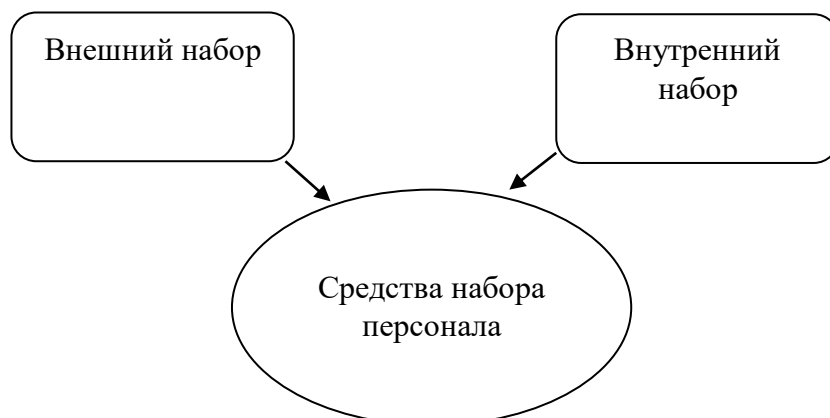 Внешний набор
Внутренний
набор
Средства набора
персонала